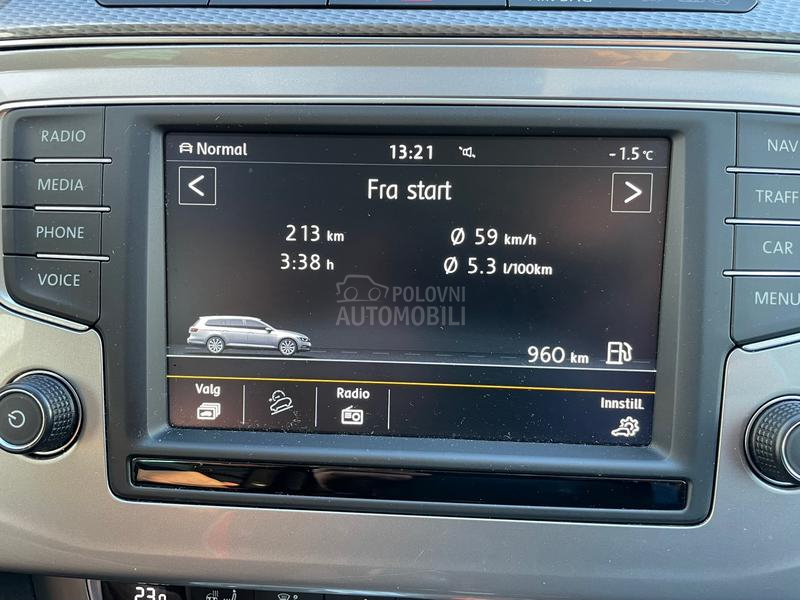 RADIO
MEDIA
PHONE
VOICE
Normal 13:21 -1.5 °C
< Fra start >
213 km Ø 59 km/h
3:38 h Ø 5.3 l/100km
POLOVNI
AUTOMOBILI
960 km
Valg Radio Innstill.
NAV
TRAFF
CAR
MENU